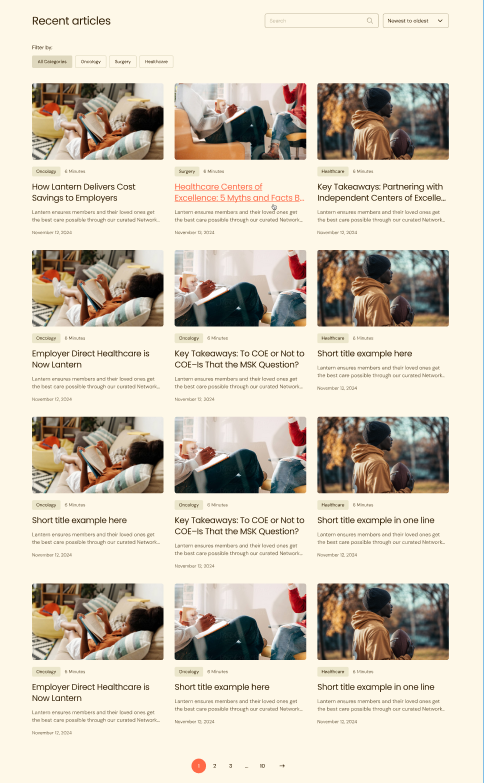 Recent articles
Search
Newest to oldest
Filter by:
All Categories
Oncology
Surgery
Healthcare
Oncology 6 Minutes
How Lantern Delivers Cost
Savings to Employers
Lantern ensures members and their loved ones get
the best care possible through our curated Network...
November 12, 2024
Surgery 6 Minutes
Healthcare Centers of
Excellence: 5 Myths and Facts B...
Lantern ensures members and their loved ones get
the best care possible through our curated Network...
November 12, 2024
Healthcare 6 Minutes
Key Takeaways: Partnering with
Independent Centers of Excelle...
Lantern ensures members and their loved ones get
the best care possible through our curated Network...
November 12, 2024
Oncology 6 Minutes
Employer Direct Healthcare is
Now Lantern
Lantern ensures members and their loved ones get
the best care possible through our curated Network...
November 12, 2024
Oncology 6 Minutes
Key Takeaways: To COE or Not to
COE–Is That the MSK Question?
Lantern ensures members and their loved ones get
the best care possible through our curated Network...
November 12, 2024
Healthcare 6 Minutes
Short title example here
Lantern ensures members and their loved ones get
the best care possible through our curated Network...
November 12, 2024
Oncology 6 Minutes
Short title example here
Lantern ensures members and their loved ones get
the best care possible through our curated Network...
November 12, 2024
Oncology 6 Minutes
Key Takeaways: To COE or Not to
COE–Is That the MSK Question?
Lantern ensures members and their loved ones get
the best care possible through our curated Network...
November 12, 2024
Healthcare 6 Minutes
Short title example in one line
Lantern ensures members and their loved ones get
the best care possible through our curated Network...
November 12, 2024
Oncology 6 Minutes
Employer Direct Healthcare is
Now Lantern
Lantern ensures members and their loved ones get
the best care possible through our curated Network...
November 12, 2024
Oncology 6 Minutes
Short title example here
Lantern ensures members and their loved ones get
the best care possible through our curated Network...
November 12, 2024
Healthcare 6 Minutes
Short title example in one line
Lantern ensures members and their loved ones get
the best care possible through our curated Network...
November 12, 2024
1 2 3 ... 10 →